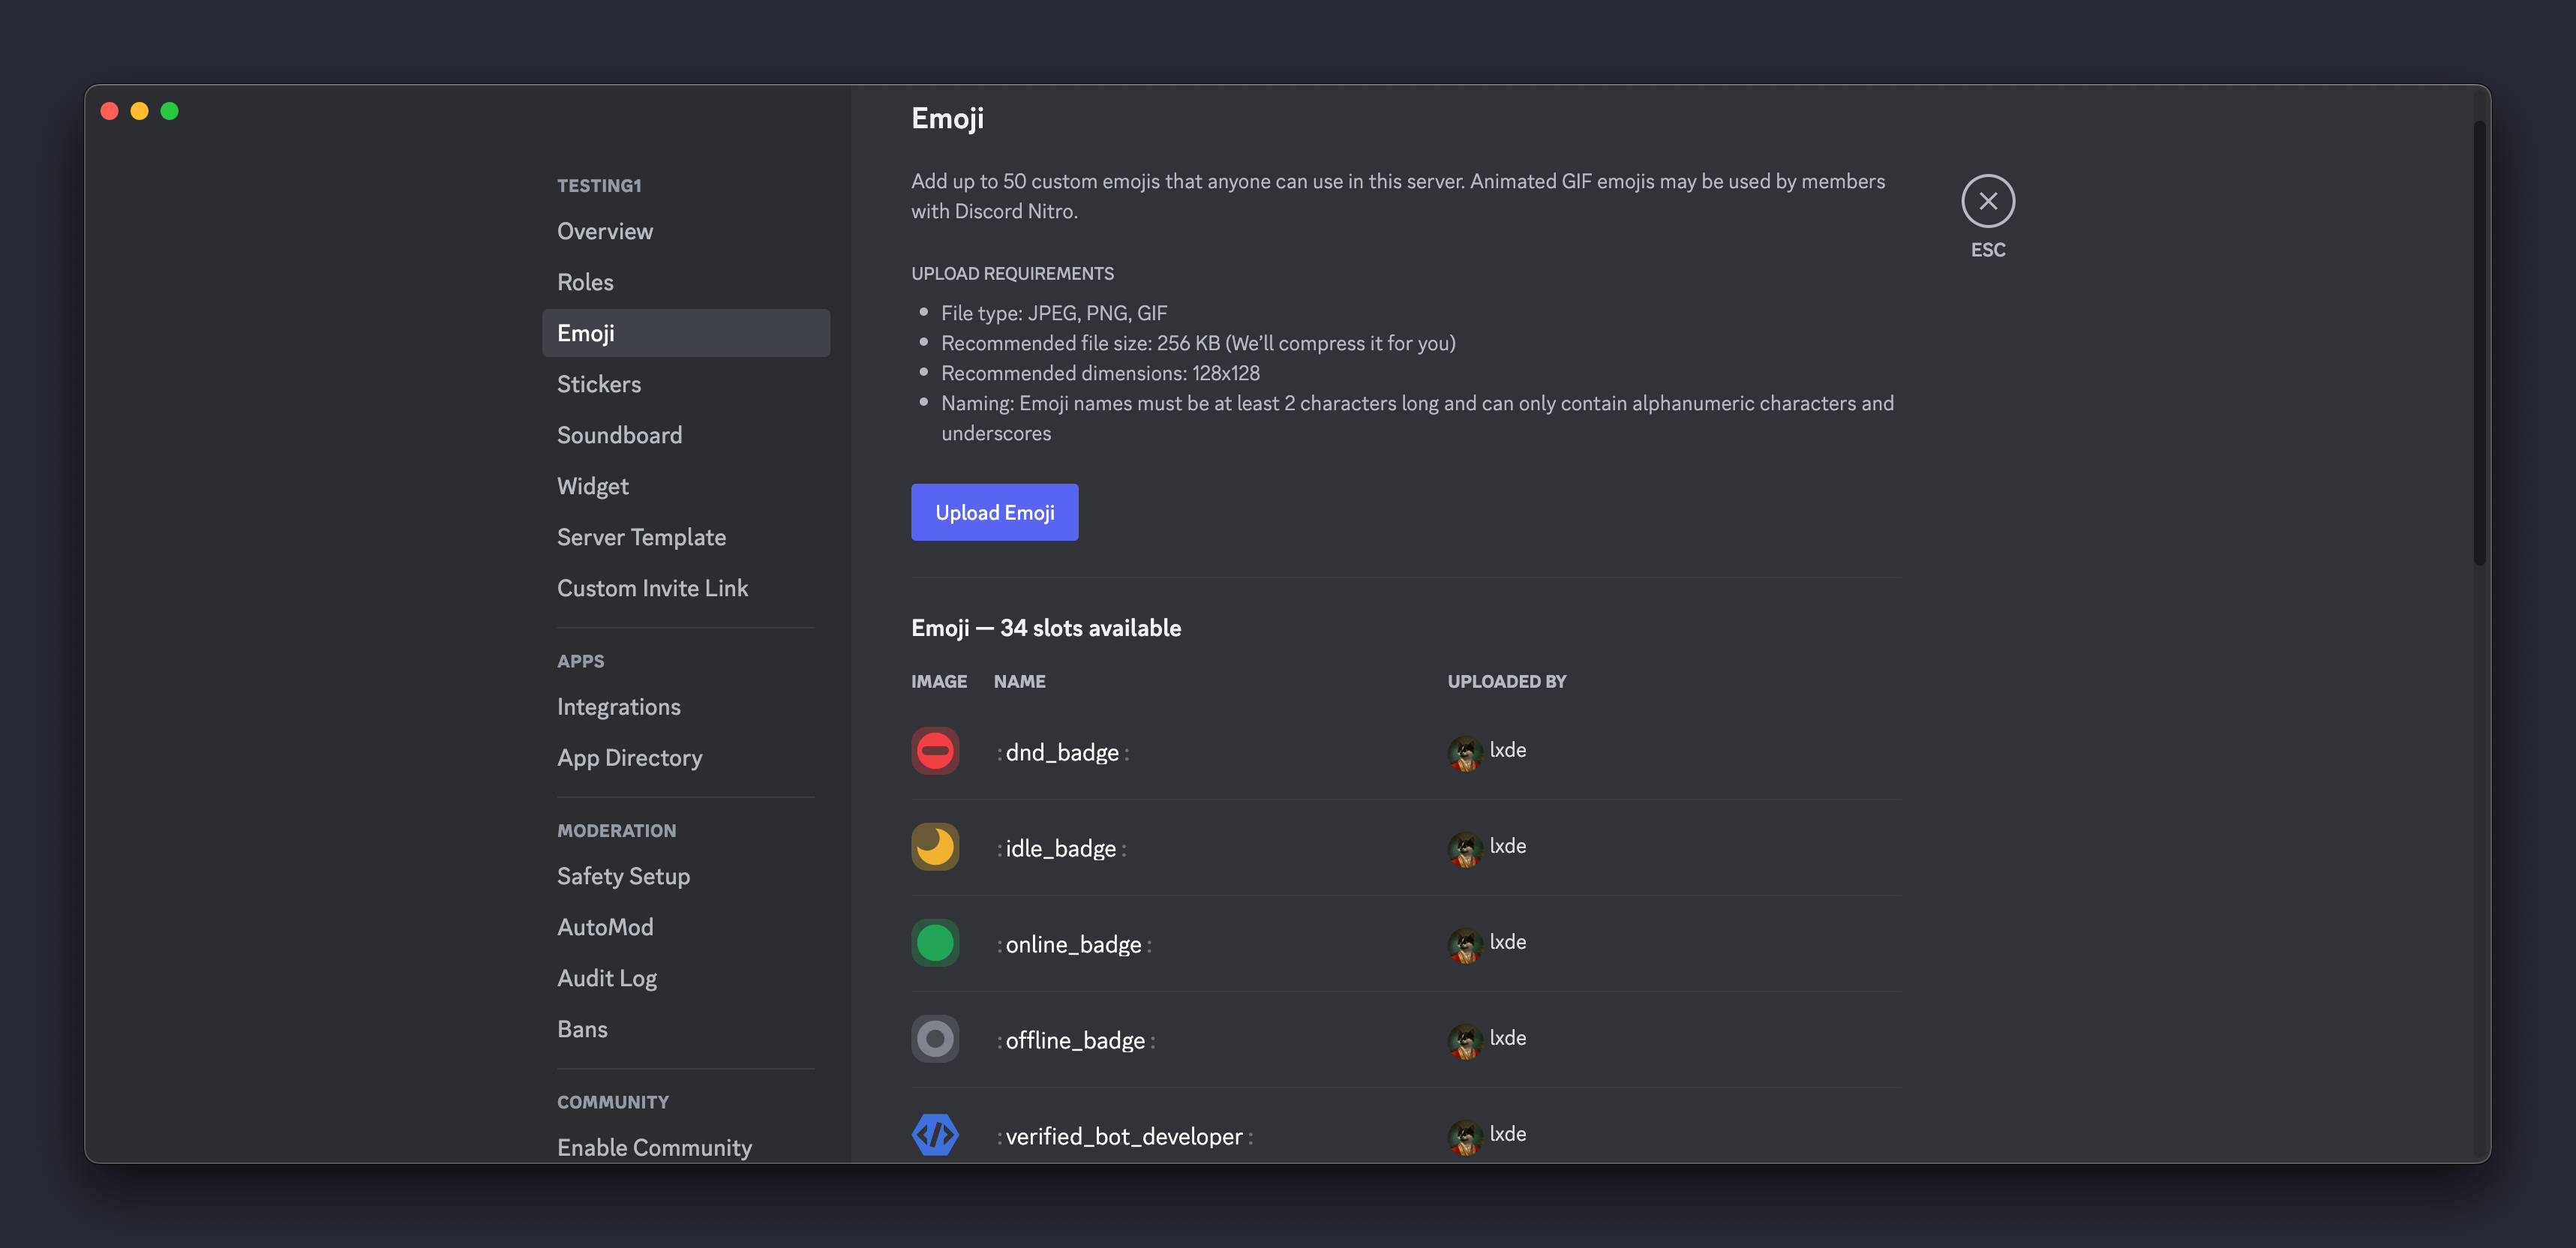 TESTING1
Overview
Roles
Emoji
Stickers
Soundboard
Widget
Server Template
Custom Invite Link
APPS
Integrations
App Directory
MODERATION
Safety Setup
AutoMod
Audit Log
Bans
COMMUNITY
Enable Community
Emoji
Add up to 50 custom emojis that anyone can use in this server. Animated GIF emojis may be used by members
with Discord Nitro.
UPLOAD REQUIREMENTS
File type: JPEG, PNG, GIF
Recommended file size: 256 KB (We’ll compress it for you)
Recommended dimensions: 128x128
Naming: Emoji names must be at least 2 characters long and can only contain alphanumeric characters and
underscores
Upload Emoji
ESC
Emoji — 34 slots available
IMAGE NAME UPLOADED BY
:dnd_badge: lxde
:idle_badge: lxde
:online_badge: lxde
:offline_badge: lxde
:verified_bot_developer: lxde